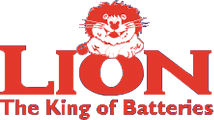 LION
The King of Batteries